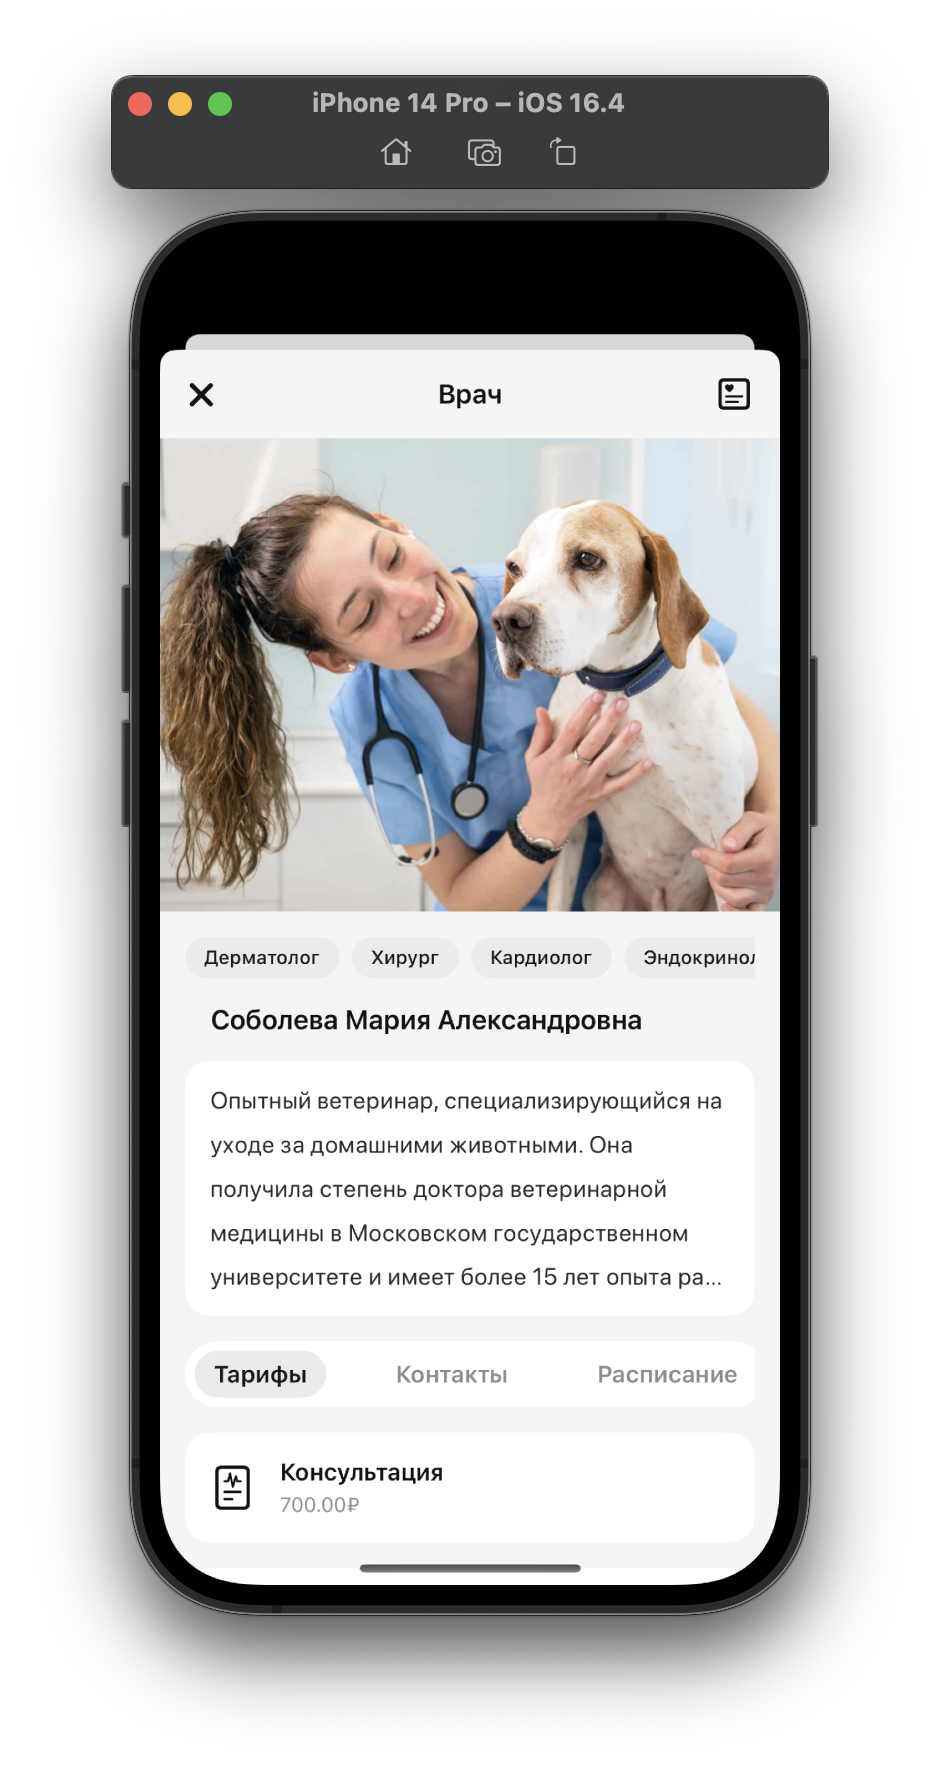 iPhone 14 Pro – iOS 16.4
Врач
Дерматолог Хирург Кардиолог Эндокринол
Соболева Мария Александровна
Опытный ветеринар, специализирующийся на
уходе за домашними животными. Она
получила степень доктора ветеринарной
медицины в Московском государственном
университете и имеет более 15 лет опыта ра...
Тарифы Контакты Расписание
Консультация
700.00₽